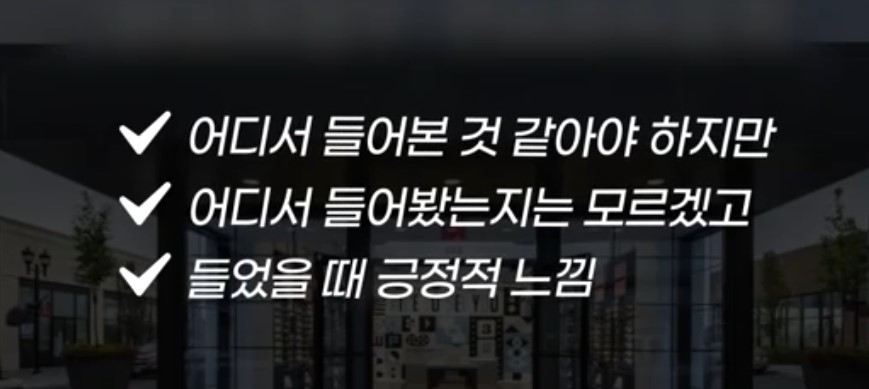 어디서 들어본 것 같아야 하지만
어디서 들어봤는지는 모르겠고
들었을 때 긍정적 느낌